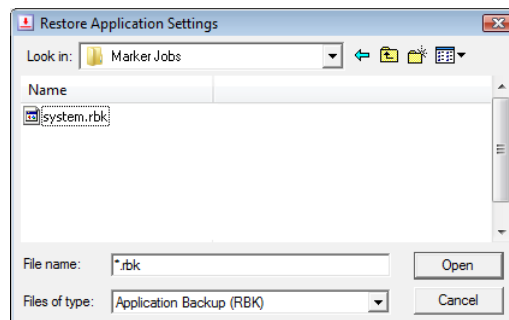 Restore Application Settings
Look in: Marker Jobs
Name
system.rbk
File name: *.rbk Open
Files of type: Application Backup (RBK) Cancel